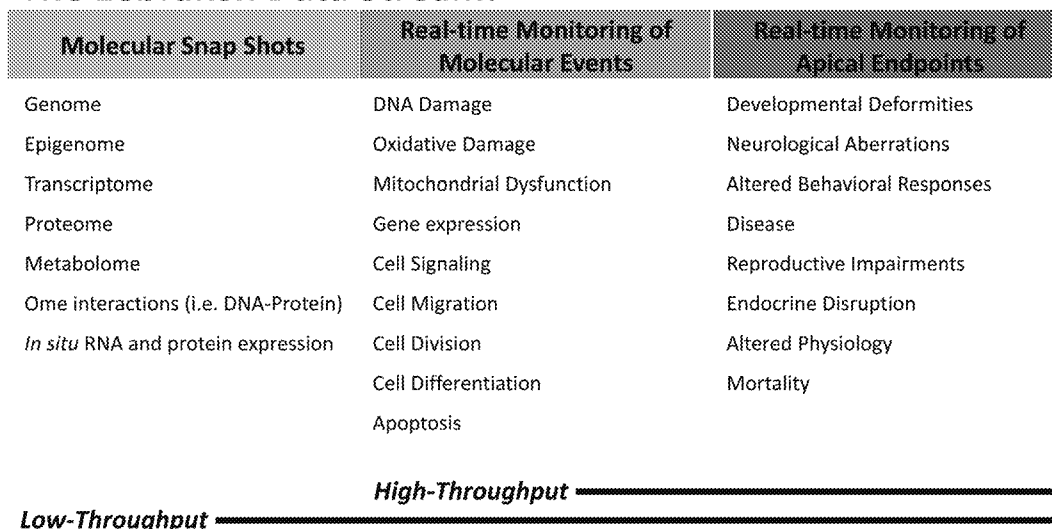 Molecular Snap Shots
Real-time Monitoring of
Molecular Events
Real-time Monitoring of
Apical Endpoints
Genome
Epigenome
Transcriptome
Proteome
Metabolome
Ome interactions (i.e. DNA-Protein)
In situ RNA and protein expression
DNA Damage
Oxidative Damage
Mitochondrial Dysfunction
Gene expression
Cell Signaling
Cell Migration
Cell Division
Cell Differentiation
Apoptosis
Developmental Deformities
Neurological Aberrations
Altered Behavioral Responses
Disease
Reproductive Impairments
Endocrine Disruption
Altered Physiology
Mortality
High-Throughput
Low-Throughput